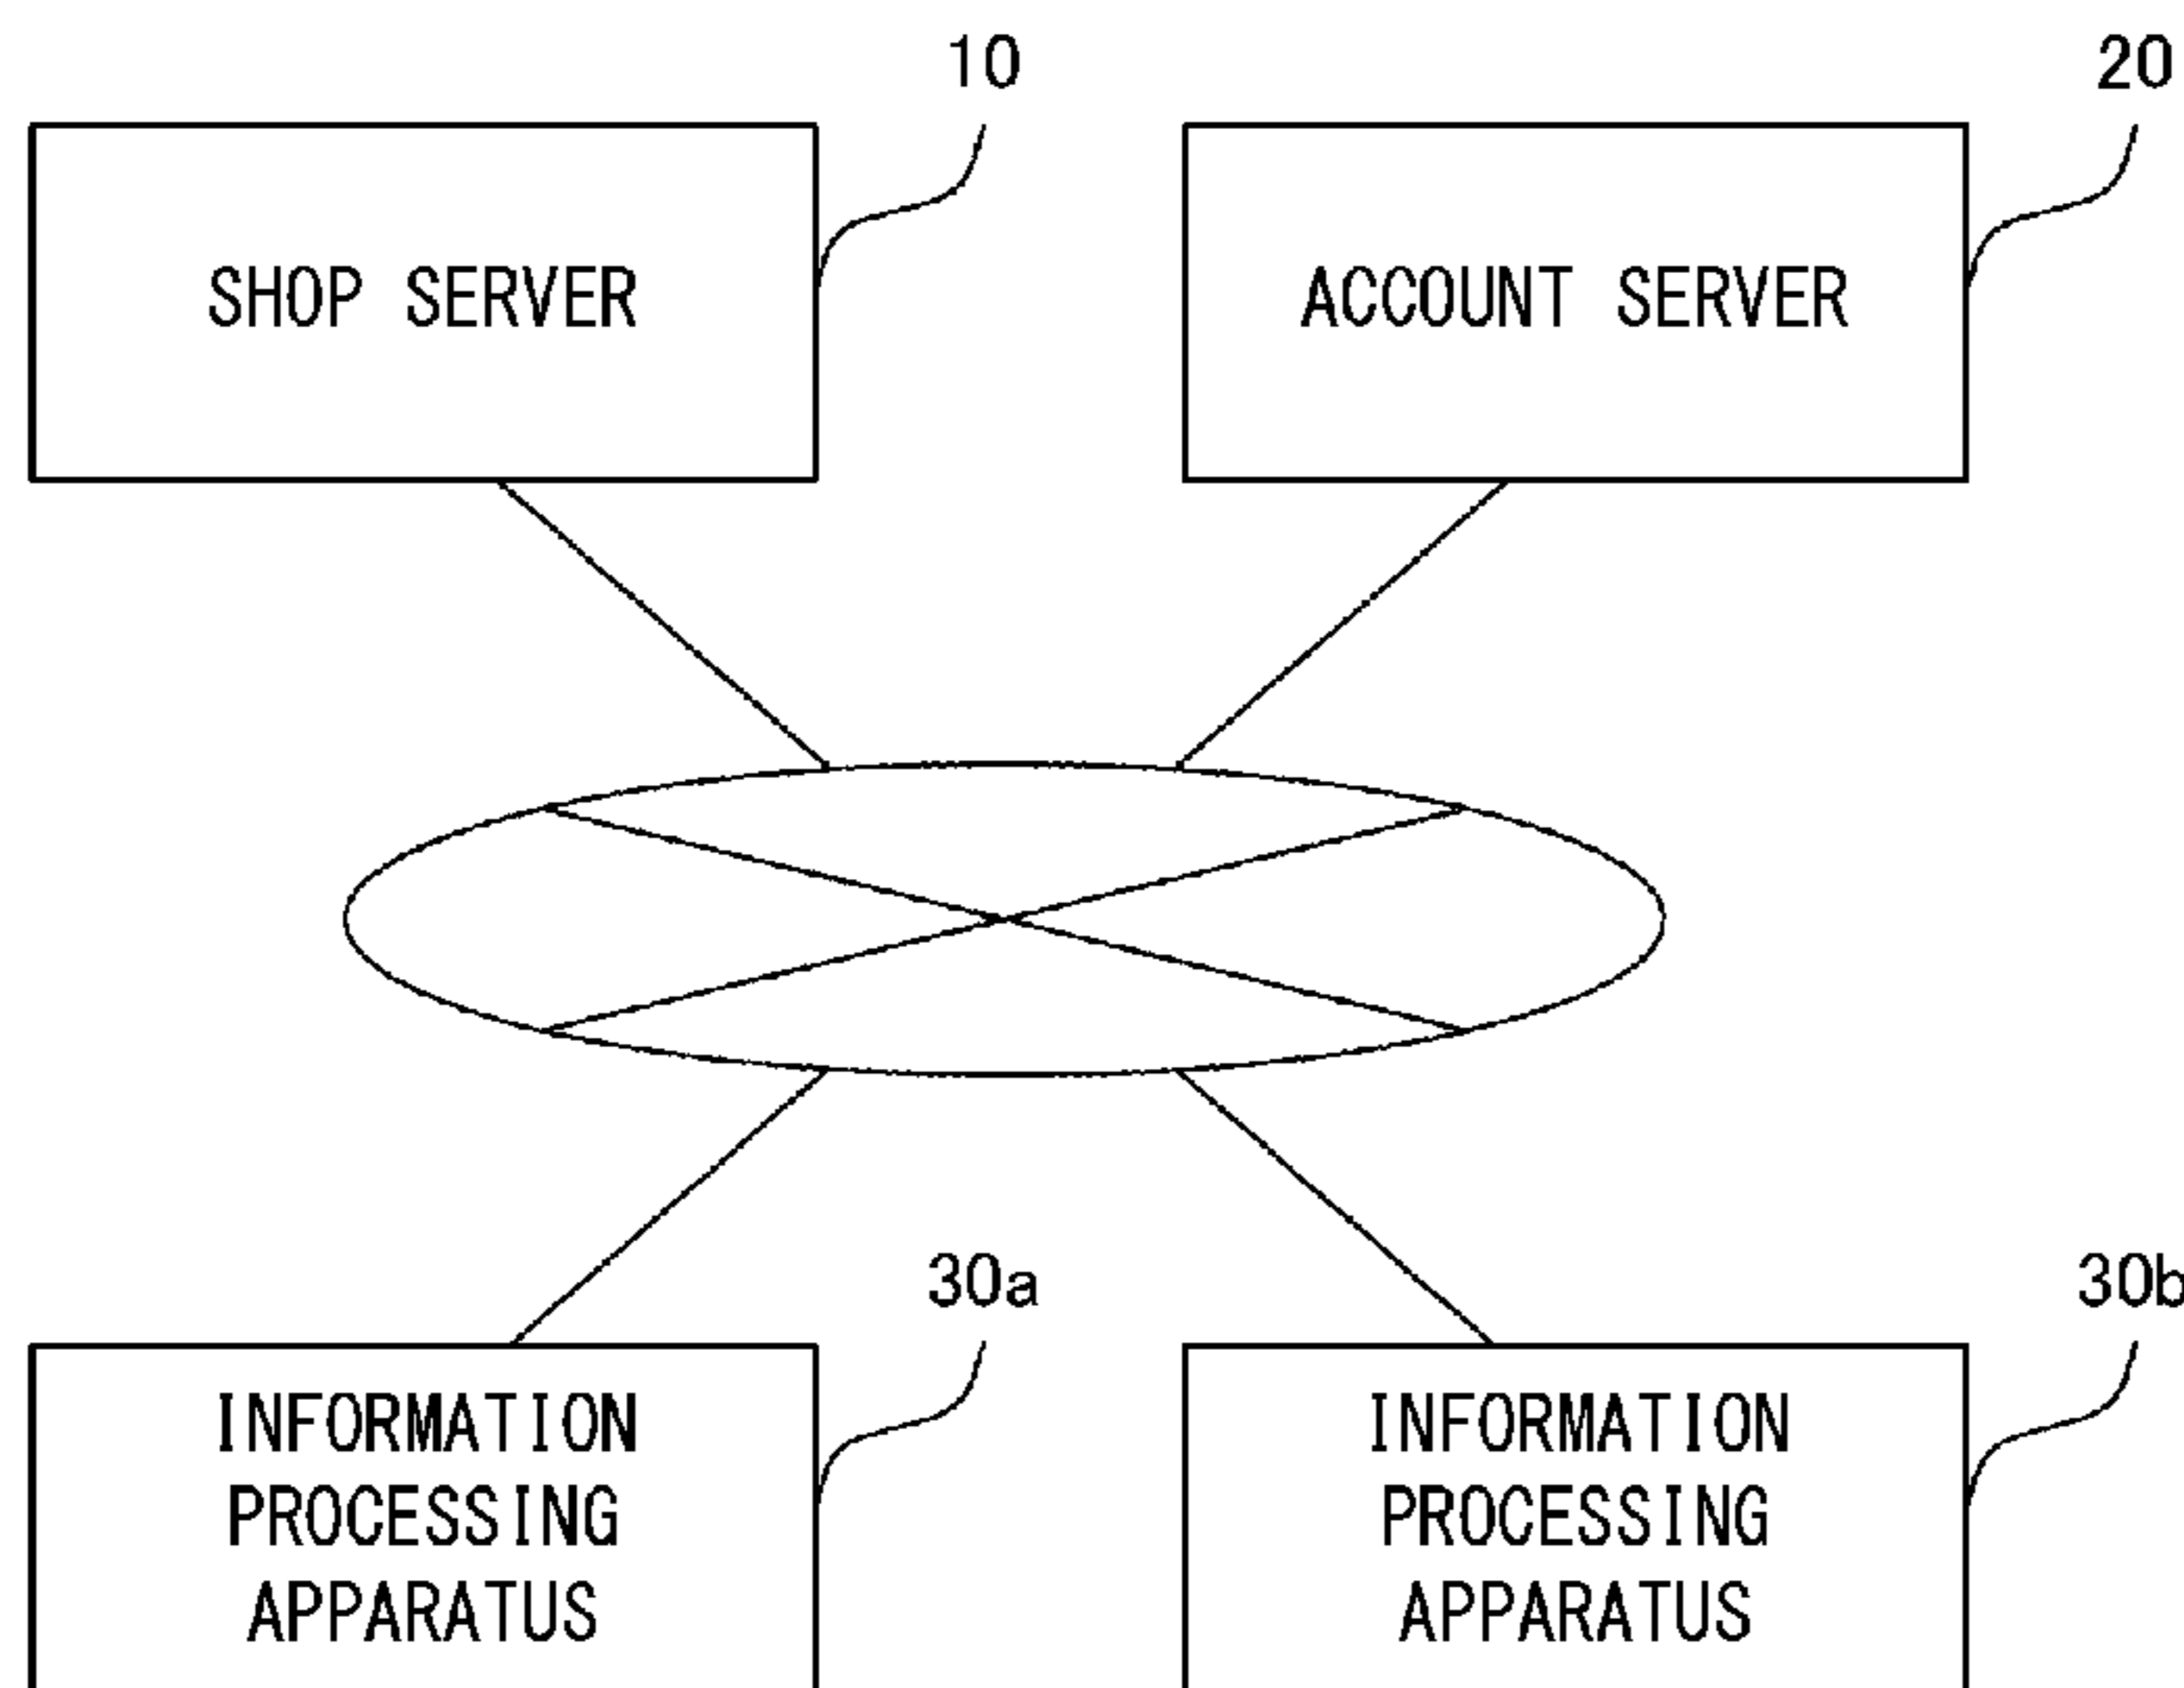 10
20
SHOP SERVER
ACCOUNT SERVER
30a
30b
INFORMATION
PROCESSING
APPARATUS
INFORMATION
PROCESSING
APPARATUS